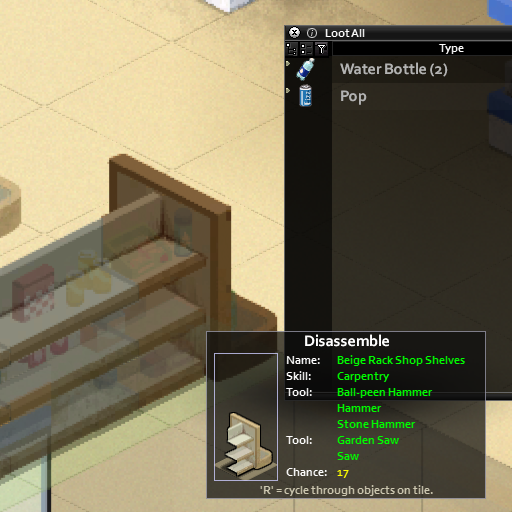 Loot All
Type
Water Bottle (2)
Pop
Disassemble
Name: Beige Rack Shop Shelves
Skill: Carpentry
Tool: Ball-peen Hammer
Hammer
Stone Hammer
Tool: Garden Saw
Saw
Chance: 17
'R' = cycle through objects on tile.